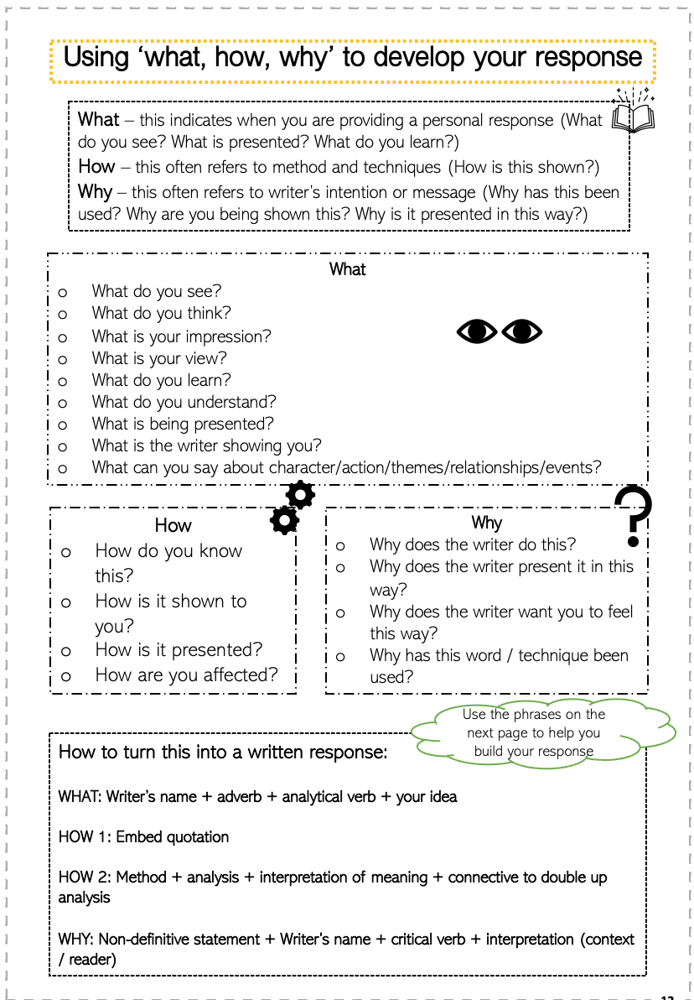 Using ‘what, how, why’ to develop your response
What – this indicates when you are providing a personal response (What
do you see? What is presented? What do you learn?)
How – this often refers to method and techniques (How is this shown?)
Why – this often refers to writer’s intention or message (Why has this been
used? Why are you being shown this? Why is it presented in this way?)
What
o What do you see?
o What do you think?
o What is your impression?
o What is your view?
o What do you learn?
o What do you understand?
o What is being presented?
o What is the writer showing you?
o What can you say about character/action/themes/relationships/events?
How
o How do you know
this?
o How is it shown to
you?
o How is it presented?
o How are you affected?
?
Why
o Why does the writer do this?
o Why does the writer present it in this
way?
o Why does the writer want you to feel
this way?
o Why has this word / technique been
used?
Use the phrases on the
next page to help you
build your response
How to turn this into a written response:
WHAT: Writer’s name + adverb + analytical verb + your idea
HOW 1: Embed quotation
HOW 2: Method + analysis + interpretation of meaning + connective to double up
analysis
WHY: Non-definitive statement + Writer’s name + critical verb + interpretation (context
/ reader)